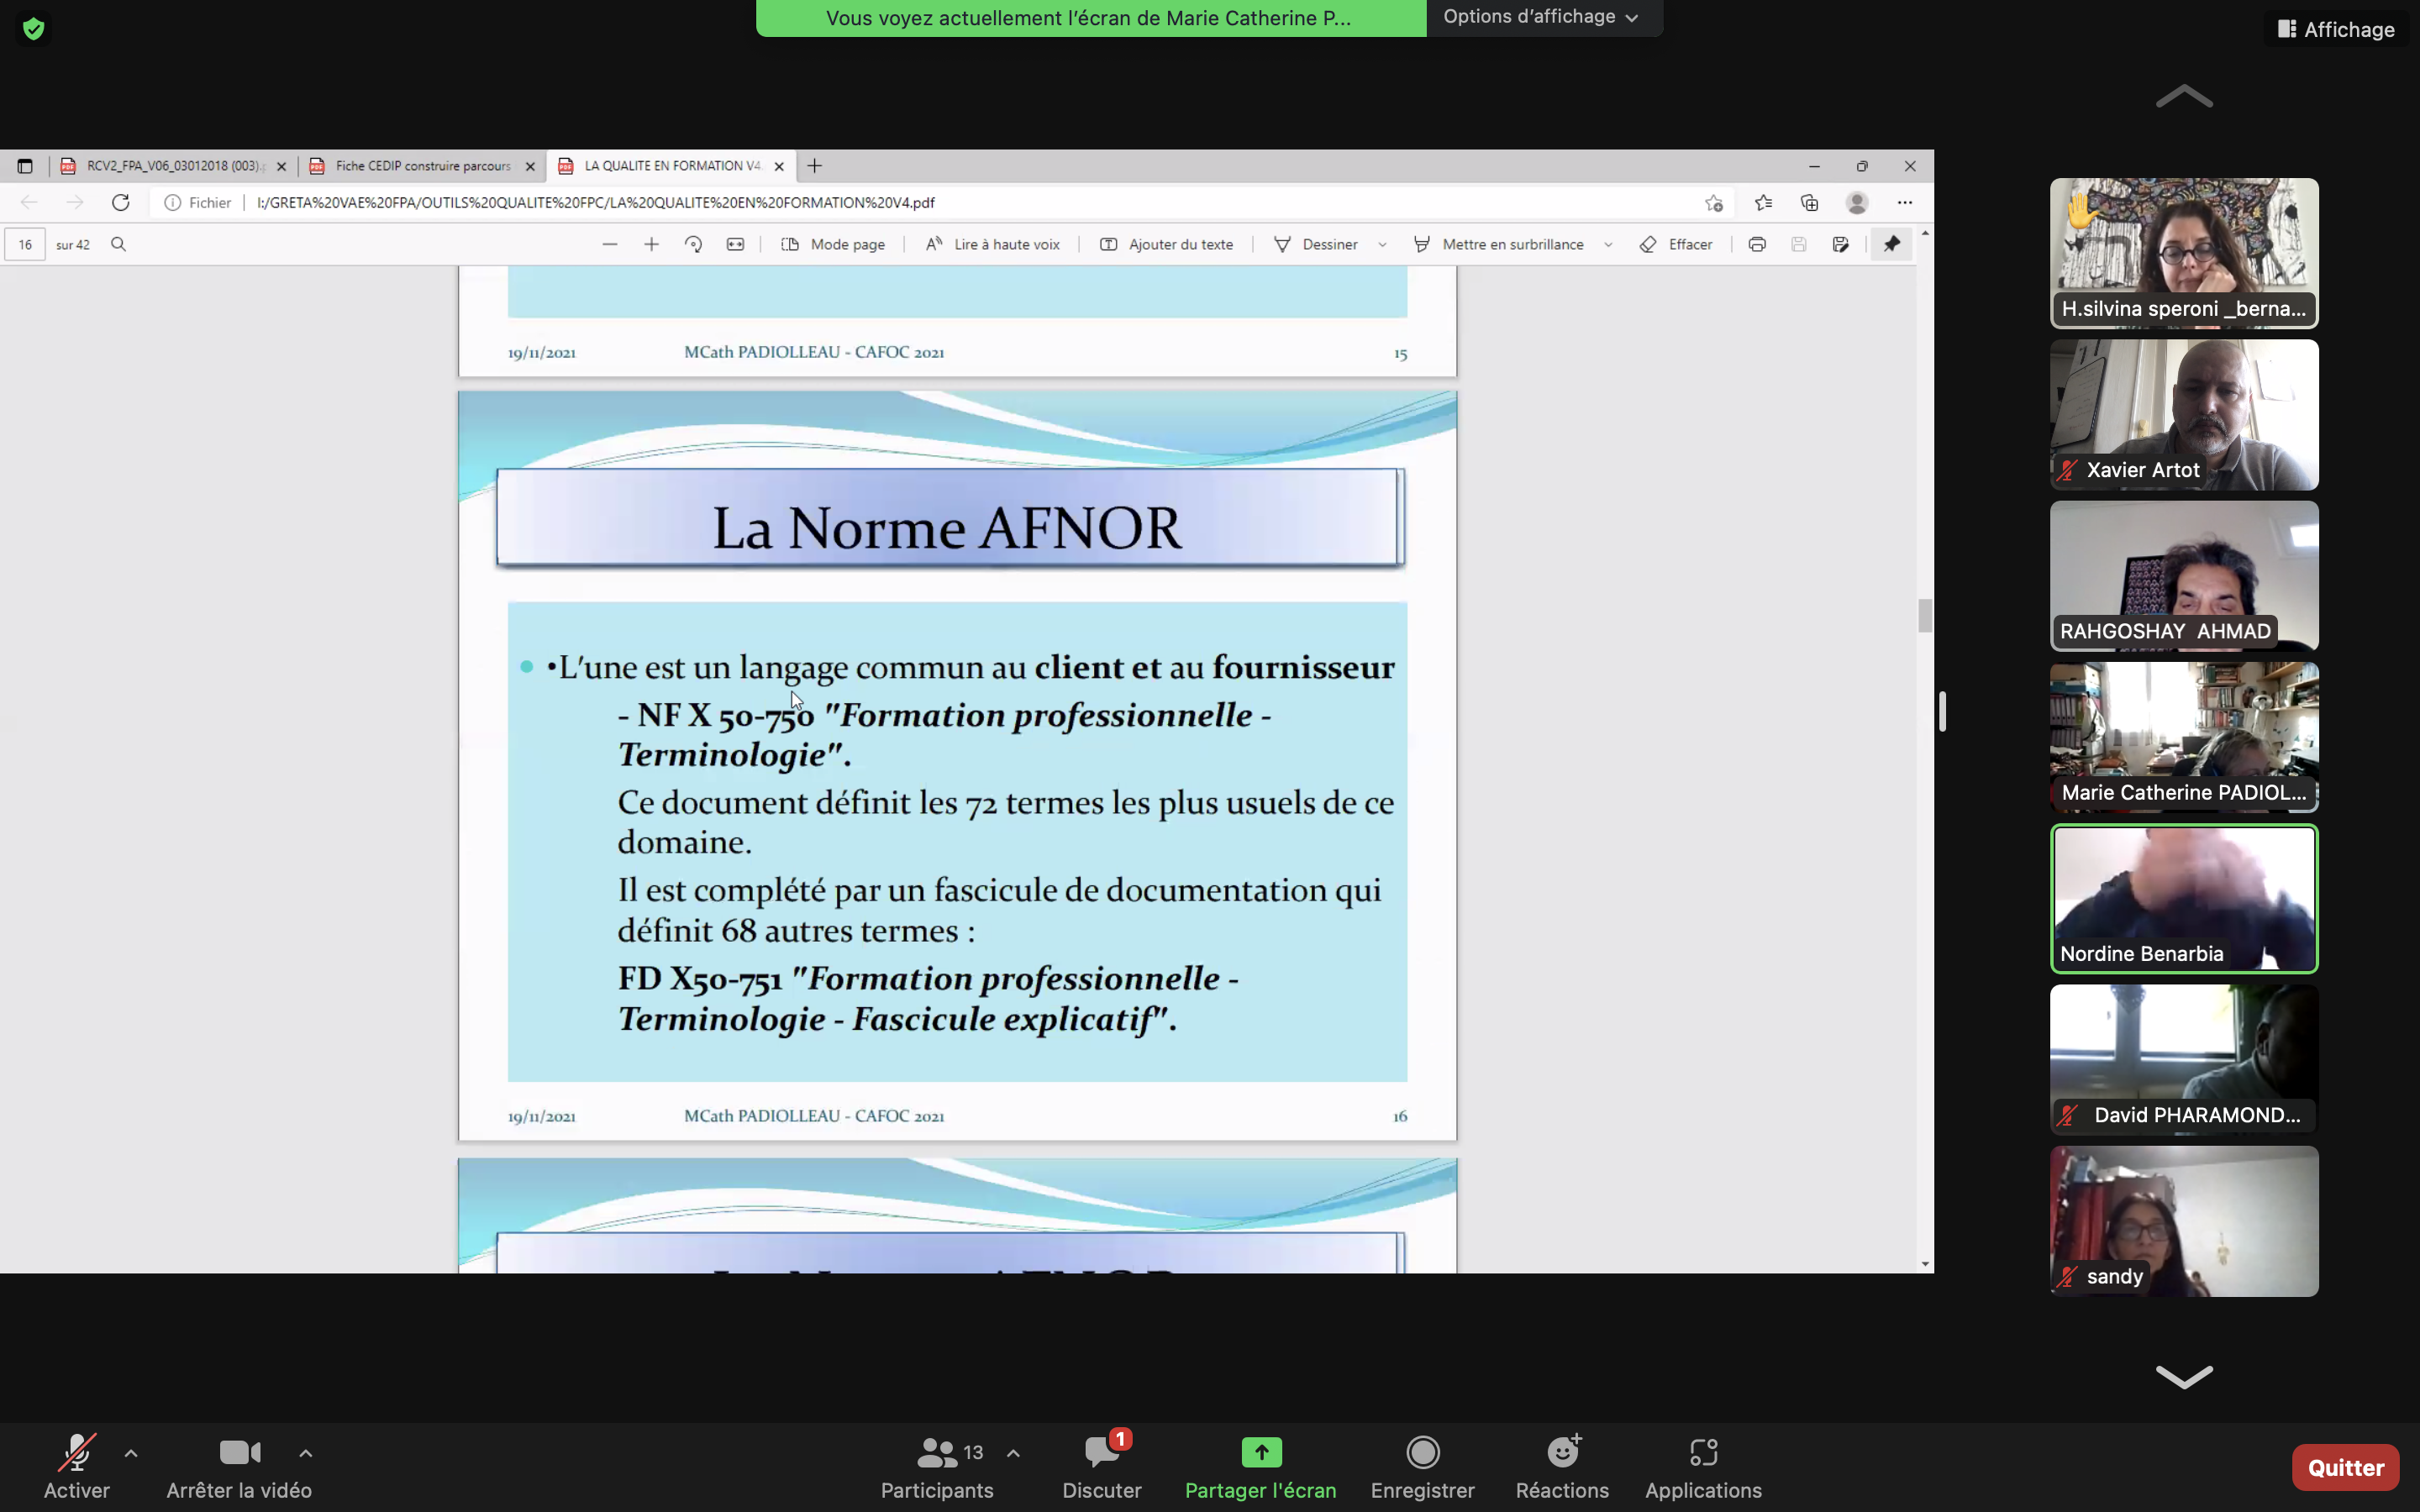 Vous voyez actuellement l'écran de Marie Catherine P...
Options d'affichage
Affichage
RCV2_FPA_V06_03012018 (003).
Fiche CEDIP construire parcours
LA QUALITE EN FORMATION V4
Fichier
I:/GRETA%20VAE%20FPA/OUTILS%20QUALITE%20FPC/LA%20QUALITE%20EN%20FORMATION%20V4.pdf
16 sur 42
Mode page
Lire à haute voix
Ajouter du texte
Dessiner
Mettre en surbrillance
Effacer
19/11/2021 MCath PADIOLLEAU - CAFOC 2021 15
La Norme AFNOR
•L'une est un langage commun au client et au fournisseur
- NF X 50-750 "Formation professionnelle -
Terminologie".
Ce document définit les 72 termes les plus usuels de ce
domaine.
Il est complété par un fascicule de documentation qui
définit 68 autres termes :
FD X50-751 "Formation professionnelle -
Terminologie - Fascicule explicatif".
19/11/2021 MCath PADIOLLEAU - CAFOC 2021 16
H.silvina speroni _berna...
Xavier Artot
RAHGOSHAY AHMAD
Marie Catherine PADIOL...
Nordine Benarbia
David PHARAMOND...
sandy
Activer
Arrêter la vidéo
13
Participants
1
Discuter
Partager l'écran
Enregistrer
Réactions
Applications
Quitter